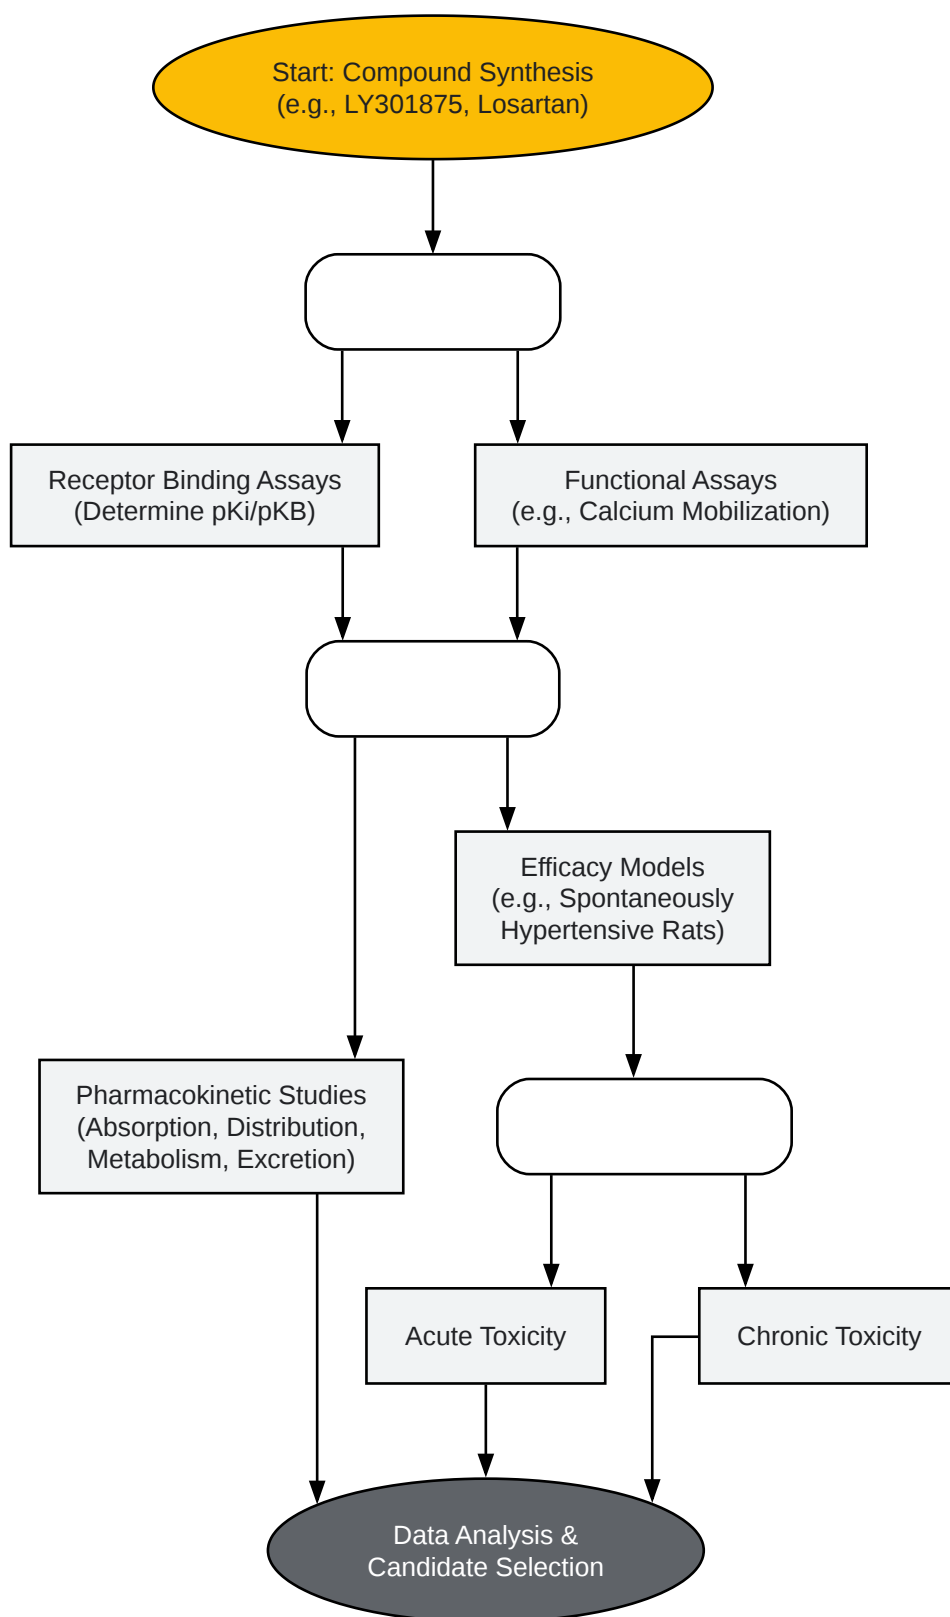 Start: Compound Synthesis
(e.g., LY301875, Losartan)
Receptor Binding Assays
(Determine pKi/pKB)
Functional Assays
(e.g., Calcium Mobilization)
Efficacy Models
(e.g., Spontaneously
Hypertensive Rats)
Pharmacokinetic Studies
(Absorption, Distribution,
Metabolism, Excretion)
Acute Toxicity
Chronic Toxicity
Data Analysis &
Candidate Selection